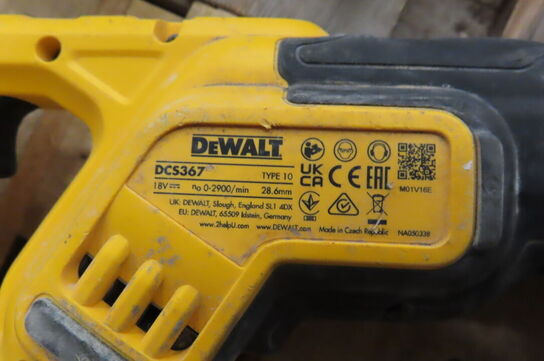 DEWALT
DCS367 TYPE 10
18V n₀ 0-2900/min 28.6mm
UK: DEWALT, Slough, England SL1 4DX
EU: DEWALT, 65509 Idstein, Germany
www.2helpU.com www.DEWALT.com
UK CA CE EAC
M01V16E
Made in Czech Republic NA050338